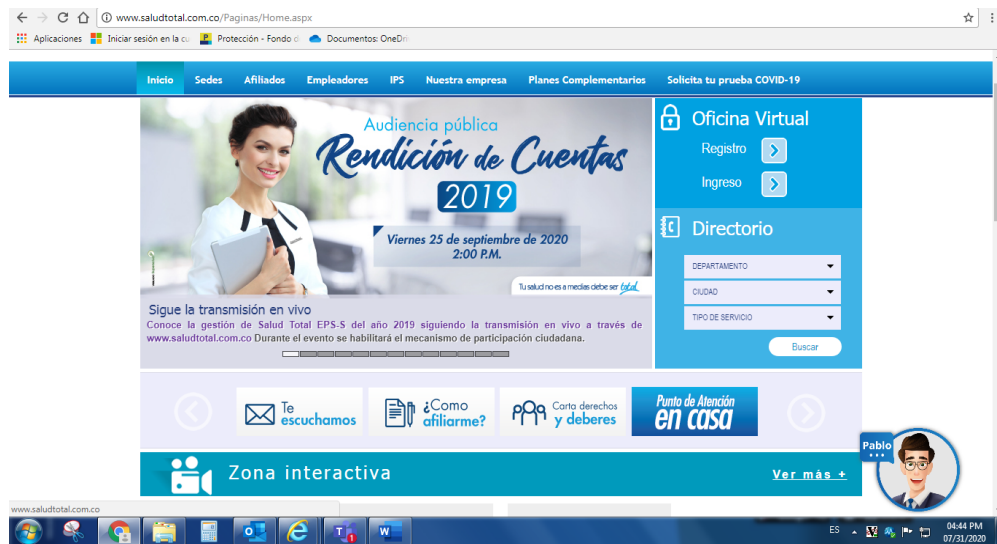 www.saludtotal.com.co/Paginas/Home.aspx
Aplicaciones Iniciar sesión en la cu Protección - Fondo d Documentos: OneDri
Inicio Sedes Afiliados Empleadores IPS Nuestra empresa Planes Complementarios Solicita tu prueba COVID-19
Audiencia pública
Rendición de Cuentas
2019
Viernes 25 de septiembre de 2020
2:00 P.M.
Tu salud no es a medias debe ser total
Sigue la transmisión en vivo
Conoce la gestión de Salud Total EPS-S del año 2019 siguiendo la transmisión en vivo a través de
www.saludtotal.com.co Durante el evento se habilitará el mecanismo de participación ciudadana.
Oficina Virtual
Registro
Ingreso
Directorio
DEPARTAMENTO
CIUDAD
TIPO DE SERVICIO
Buscar
Te
escuchamos
¿Como
afiliarme?
Carta derechos
y deberes
Punto de Atención
en casa
Pablo
Zona interactiva
Ver más +
www.saludtotal.com.co
ES
04:44 PM
07/31/2020